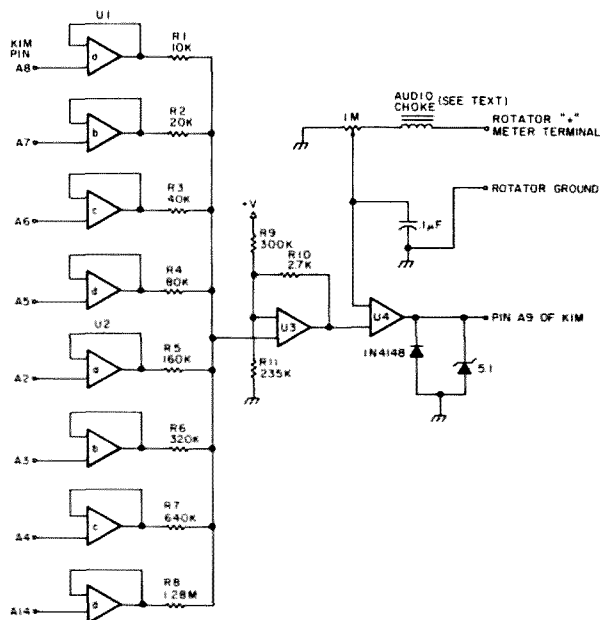 U1
KIM
PIN
A8
a
R1
10K
A7
b
R2
20K
A6
c
R3
40K
A5
d
R4
80K
U2
A2
a
R5
160K
A3
b
R6
320K
A4
c
R7
640K
A14
d
R8
1.28M
+V
R9
300K
R10
27K
U3
R11
235K
1M
AUDIO
CHOKE (SEE TEXT)
ROTATOR "+"
METER TERMINAL
ROTATOR GROUND
.1µF
U4
PIN A9 OF KIM
1N4148
5.1